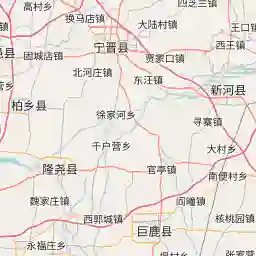 高村乡
四芝兰镇
换马店镇
大陆村镇
王口镇
宁晋县
西王镇
固城店镇
贾家口镇
北河庄镇
东汪镇
新河县
柏乡县
徐家河乡
寻寨镇
千户营乡
大村乡
隆尧县
官亭镇
南便村乡
魏家庄镇
阎疃镇
西郭城镇
核桃园镇
巨鹿县
永福庄乡